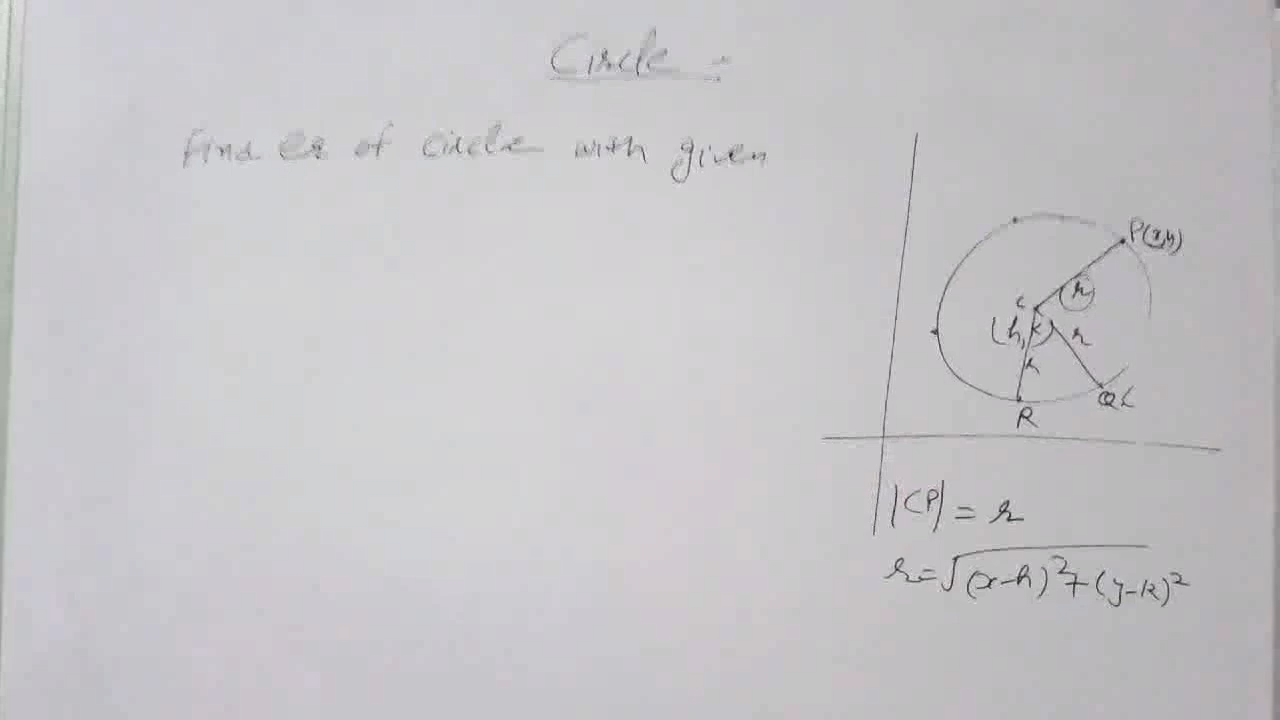 Circle :
Find Eq of circle with given
P(x,y)
r
C
(h,k)
r
r
Q(
R
|CP| = r
r=√(x-h)²+(y-k)²